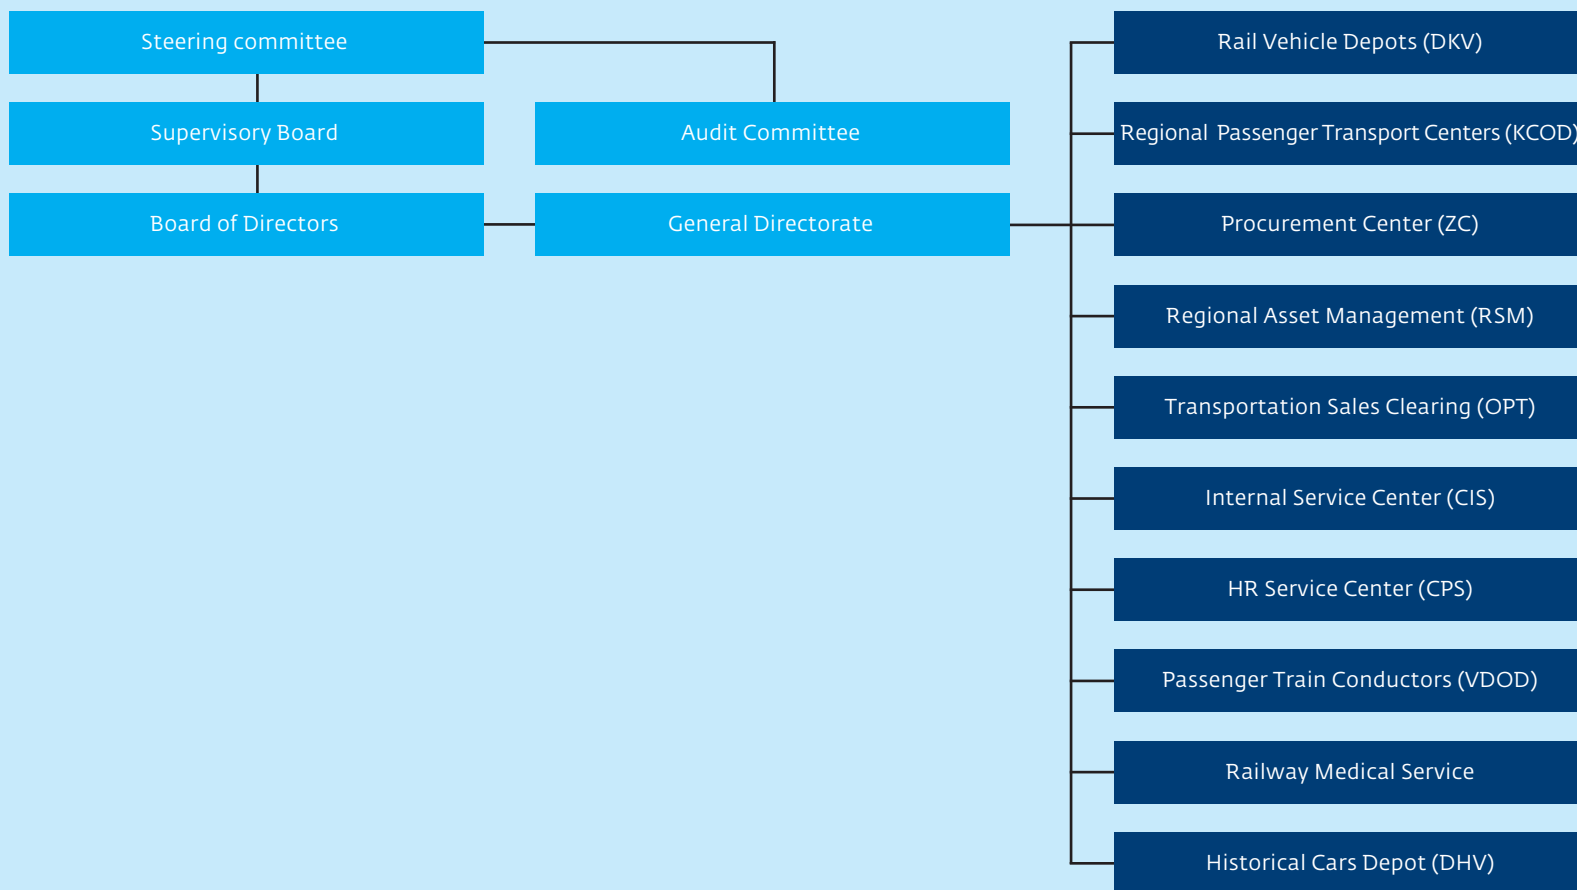 Steering committee
Supervisory Board
Audit Committee
Board of Directors
General Directorate
Rail Vehicle Depots (DKV)
Regional Passenger Transport Centers (KCOD)
Procurement Center (ZC)
Regional Asset Management (RSM)
Transportation Sales Clearing (OPT)
Internal Service Center (CIS)
HR Service Center (CPS)
Passenger Train Conductors (VDOD)
Railway Medical Service
Historical Cars Depot (DHV)